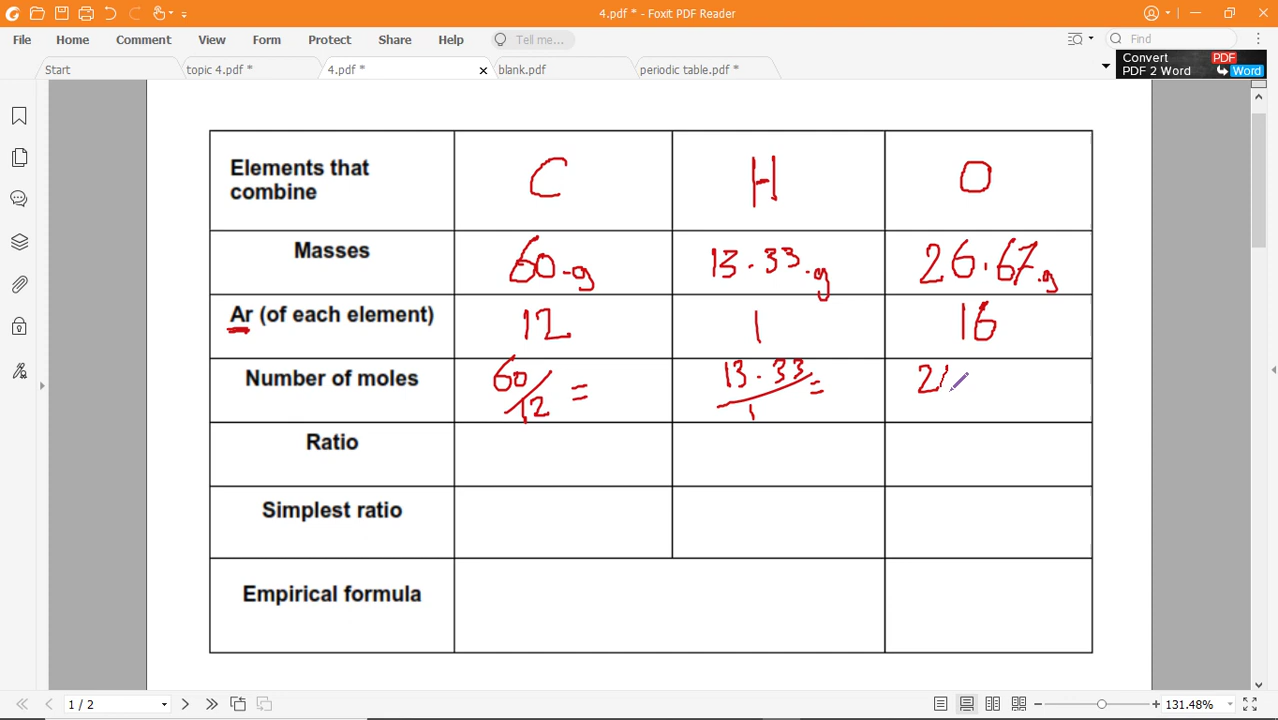 4.pdf * - Foxit PDF Reader
File Home Comment View Form Protect Share Help Tell me... Find
Start topic 4.pdf * 4.pdf * blank.pdf periodic table.pdf *
Convert PDF
PDF 2 Word Word
Elements that combine C H O
Masses 60.g 13.33.g 26.67.g
Ar (of each element) 12 1 16
Number of moles 60/12 = 13.33/1 = 2
Ratio
Simplest ratio
Empirical formula
1 / 2 131.48%